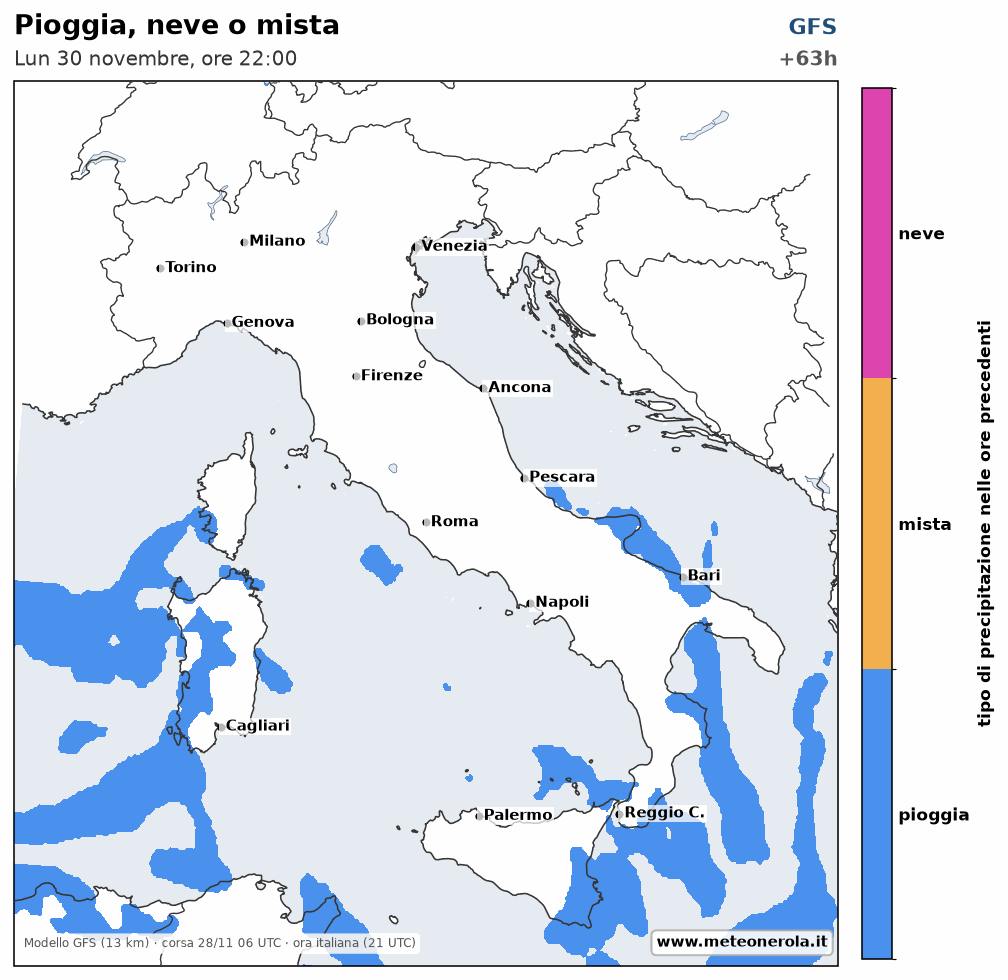 Pioggia, neve o mista
GFS
Lun 30 novembre, ore 22:00
+63h
Milano
Venezia
Torino
Genova
Bologna
Firenze
Ancona
Pescara
Roma
Bari
Napoli
Cagliari
Palermo
Reggio C.
neve
mista
pioggia
tipo di precipitazione nelle ore precedenti
Modello GFS (13 km) · corsa 28/11 06 UTC · ora italiana (21 UTC)
www.meteonerola.it